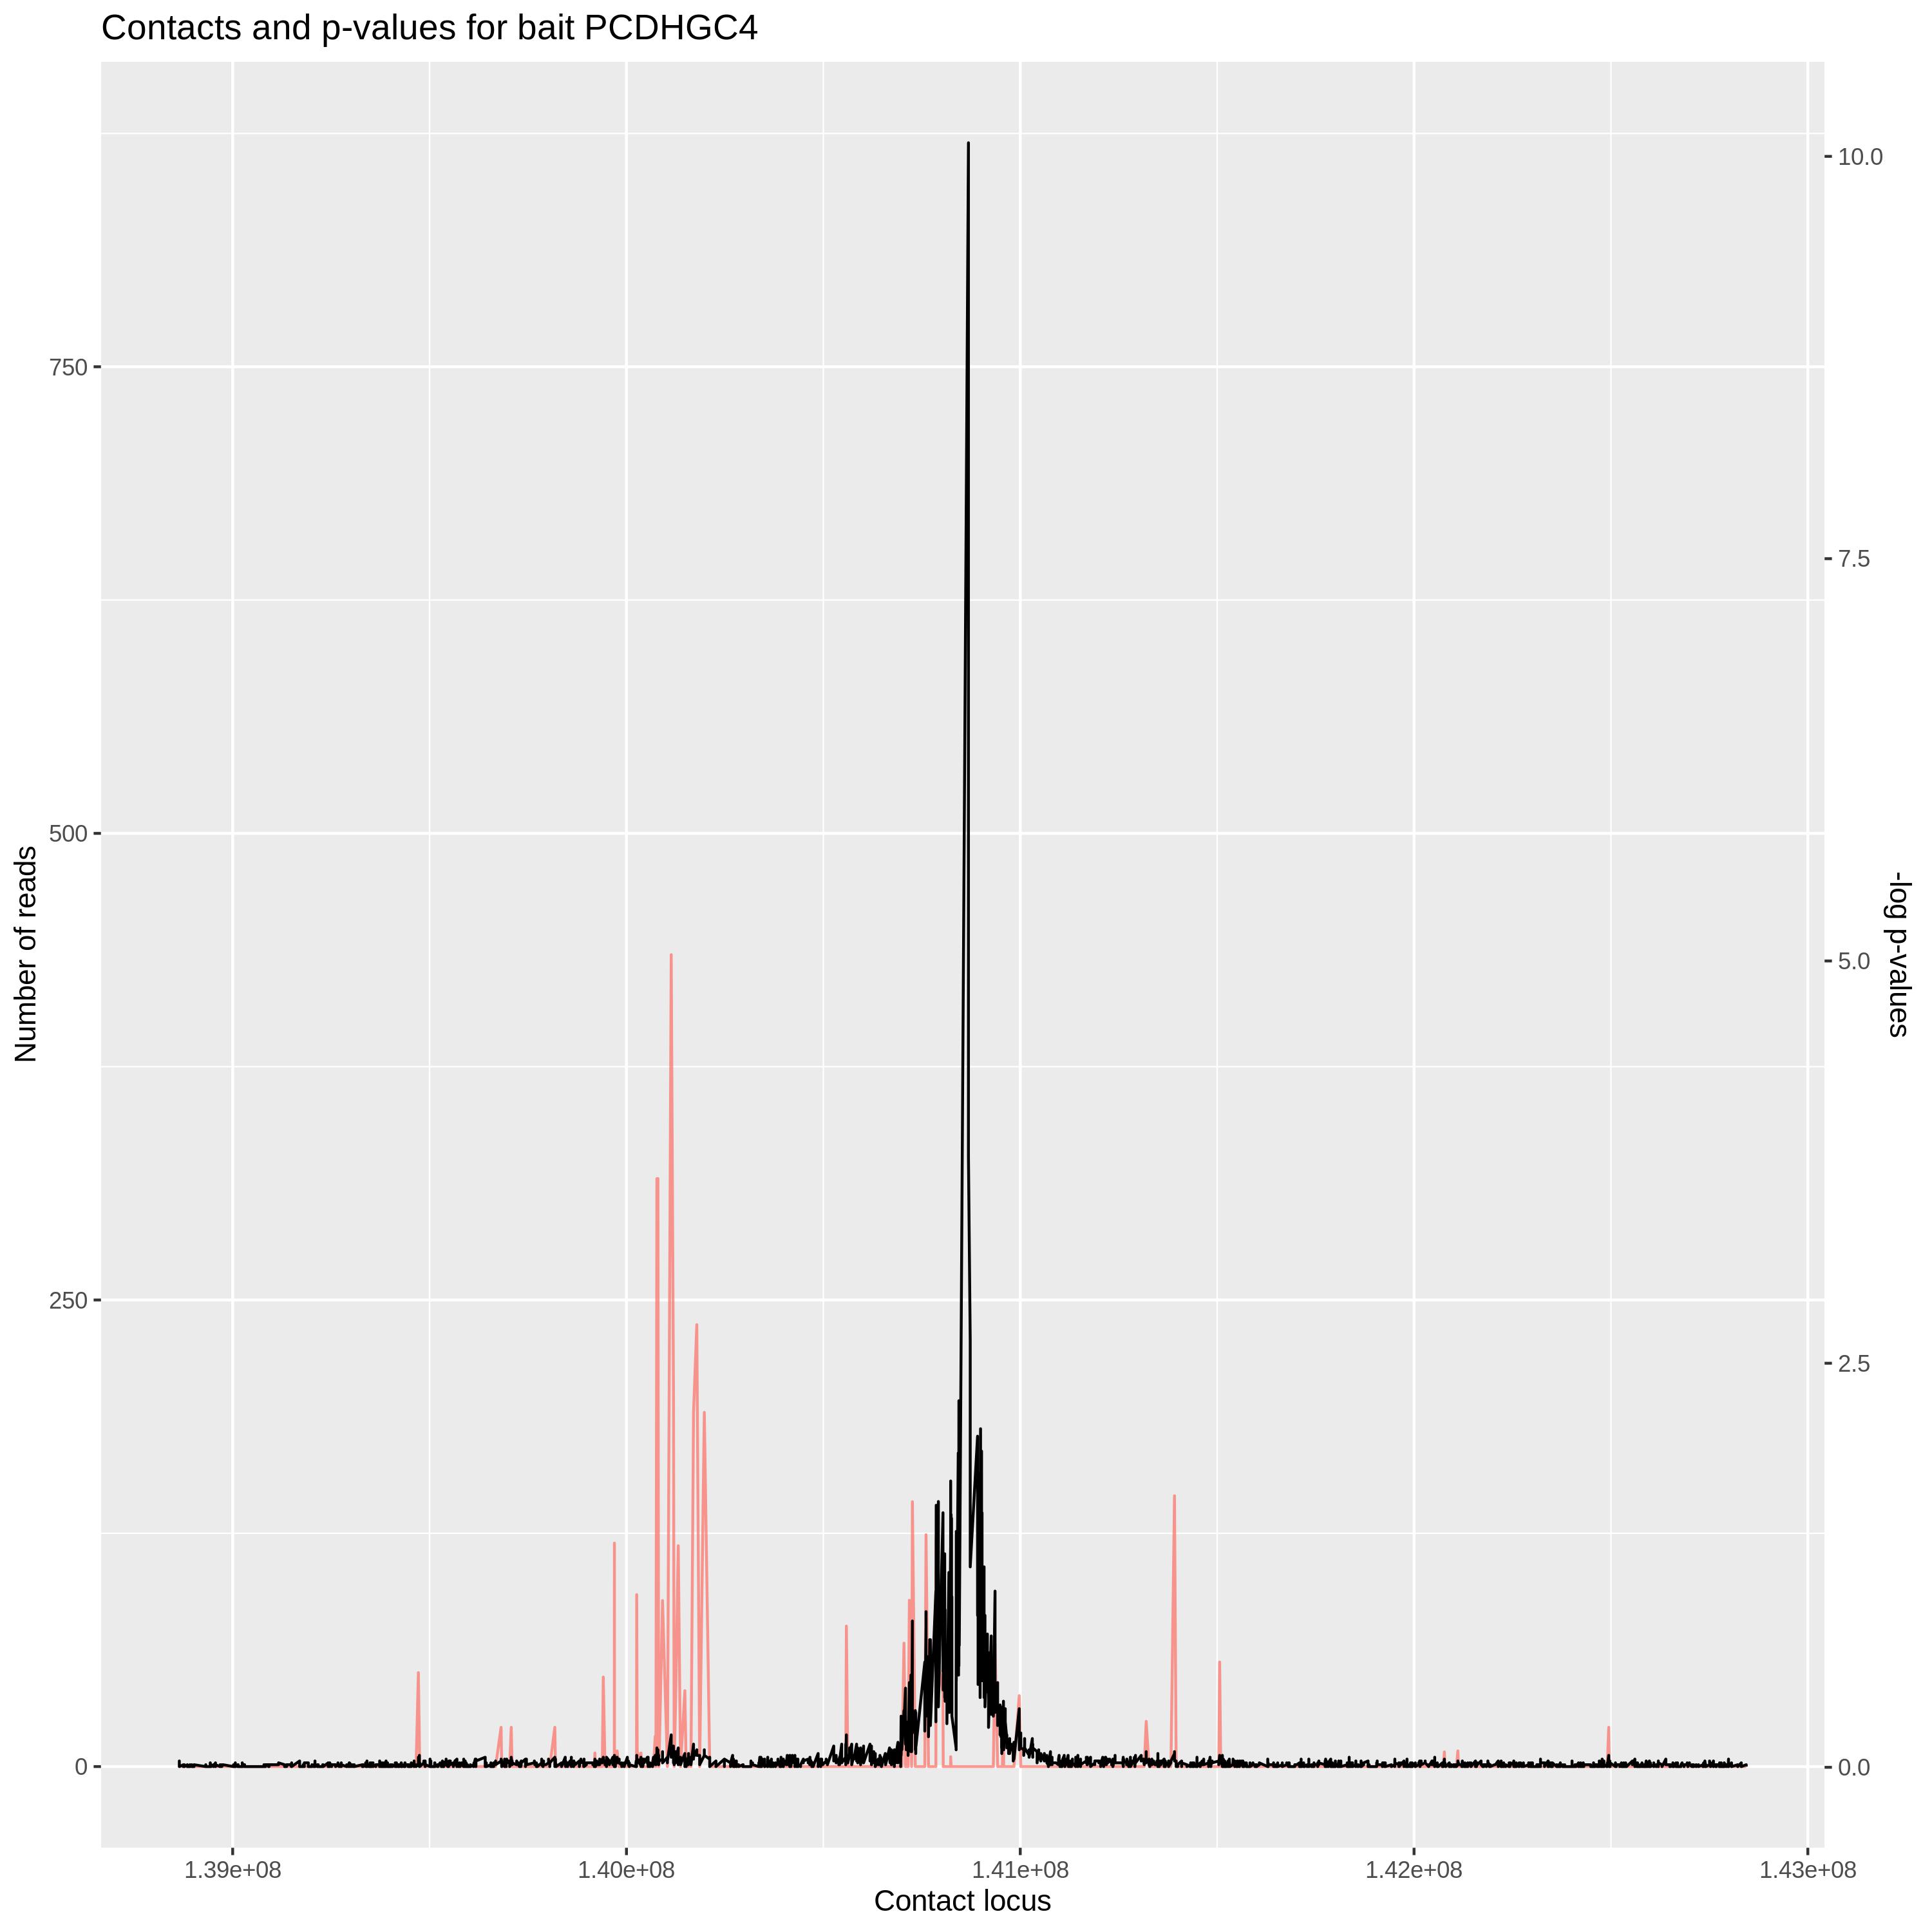 Contacts and p-values for bait PCDHGC4
750
500
250
0
Number of reads
10.0
7.5
5.0
2.5
0.0
-log p-values
1.39e+08
1.40e+08
1.41e+08
1.42e+08
1.43e+08
Contact locus